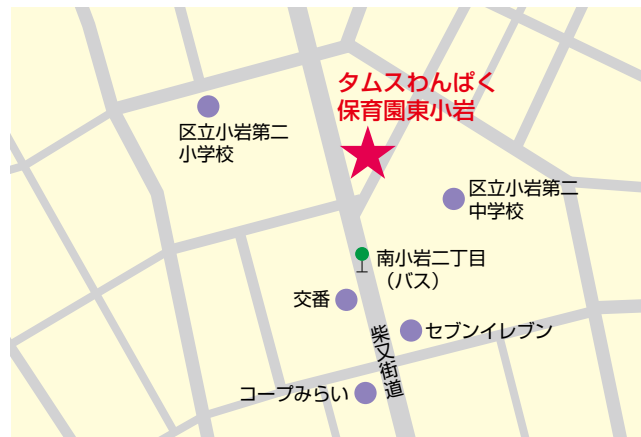 タムスわんぱく
保育園東小岩
区立小岩第二
小学校
区立小岩第二
中学校
南小岩二丁目
（バス）
交番
セブンイレブン
柴又街道
コープみらい